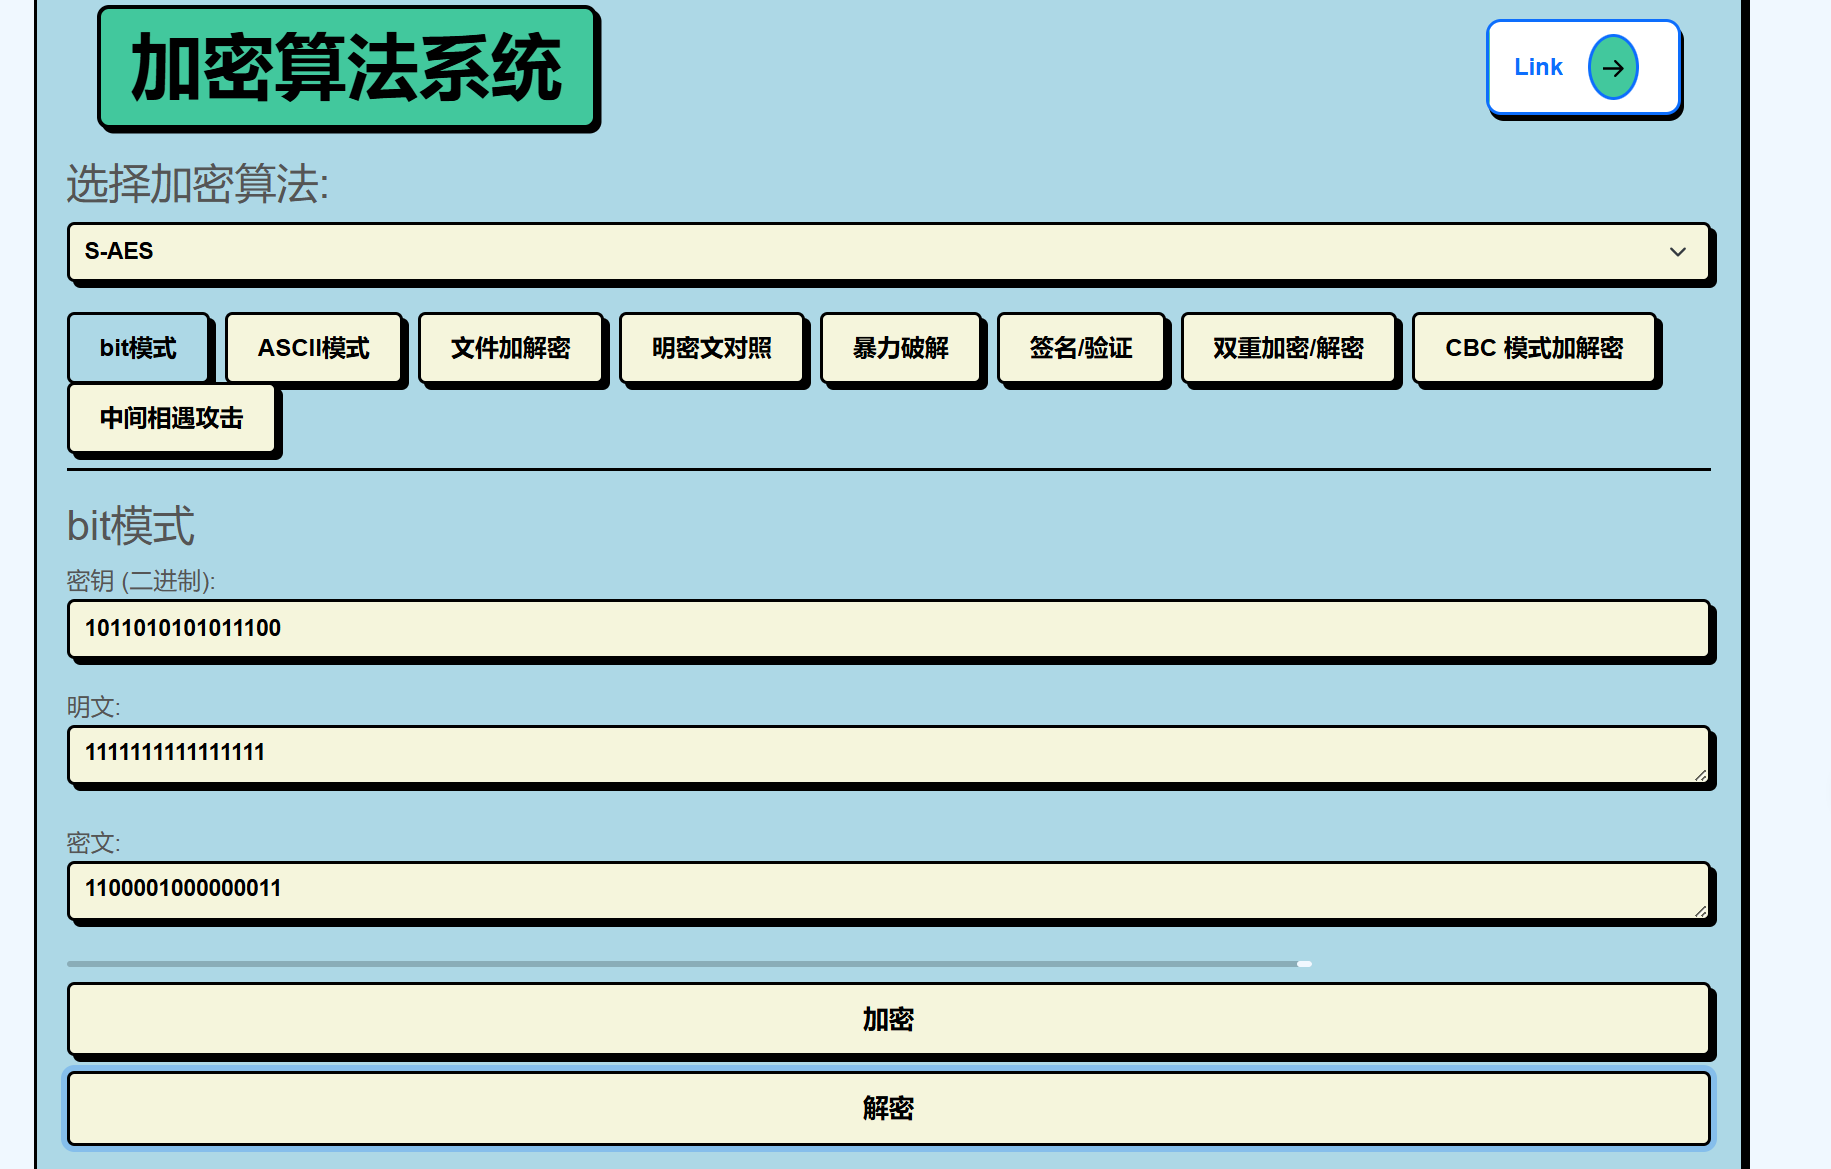 加密算法系统
Link
选择加密算法:
S-AES
bit模式
ASCII模式
文件加解密
明密文对照
暴力破解
签名/验证
双重加密/解密
CBC 模式加解密
中间相遇攻击
bit模式
密钥 (二进制):
1011010101011100
明文:
1111111111111111
密文:
1100001000000011
加密
解密